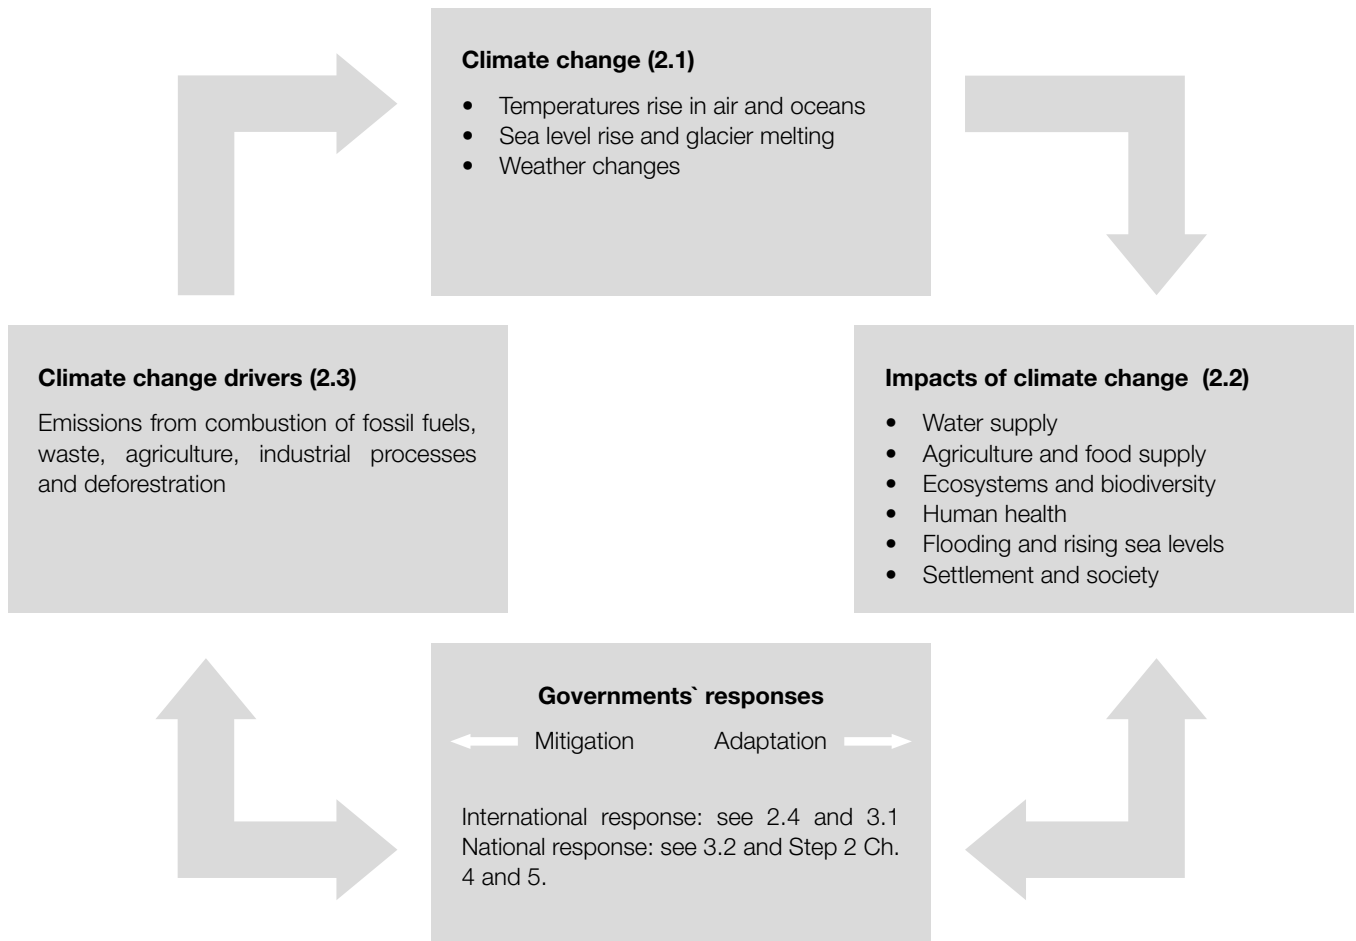 Climate change (2.1)
• Temperatures rise in air and oceans
• Sea level rise and glacier melting
• Weather changes
Climate change drivers (2.3)
Emissions from combustion of fossil fuels,
waste, agriculture, industrial processes
and deforestration
Impacts of climate change (2.2)
• Water supply
• Agriculture and food supply
• Ecosystems and biodiversity
• Human health
• Flooding and rising sea levels
• Settlement and society
Governments` responses
Mitigation Adaptation
International response: see 2.4 and 3.1
National response: see 3.2 and Step 2 Ch.
4 and 5.